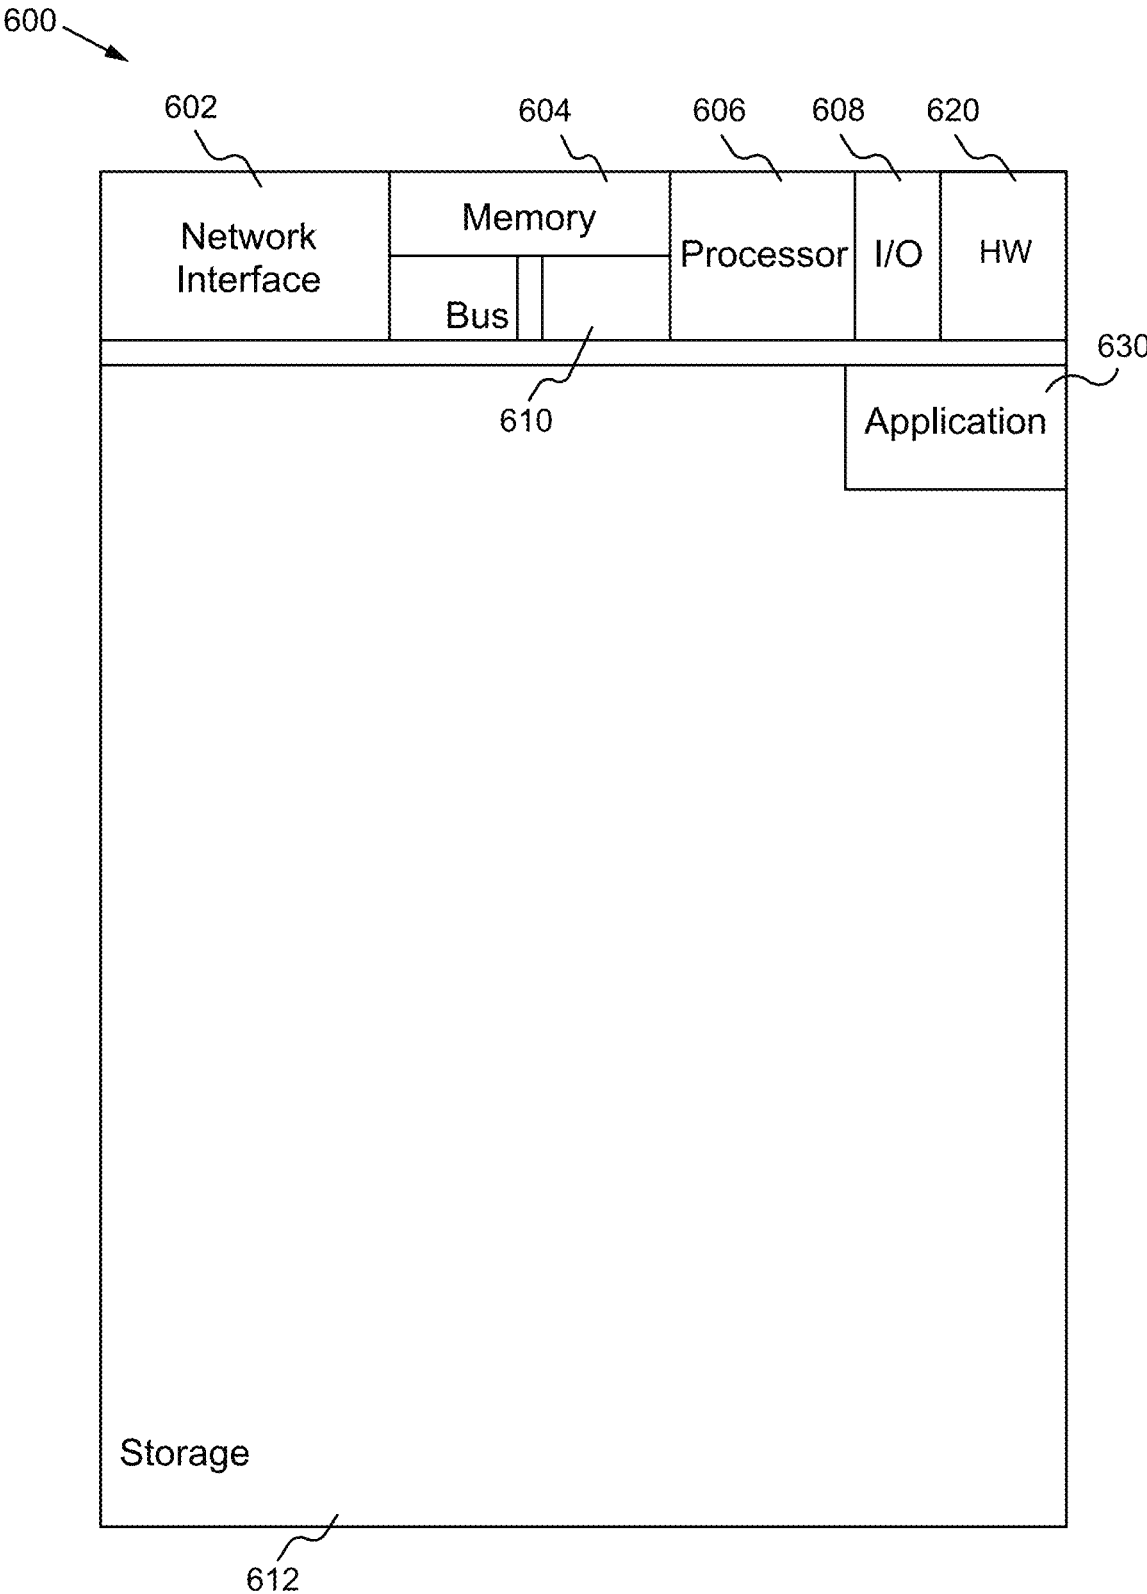 600
602
604
606
608
620
Network
Interface
Memory
Processor
I/O
HW
Bus
630
610
Application
Storage
612